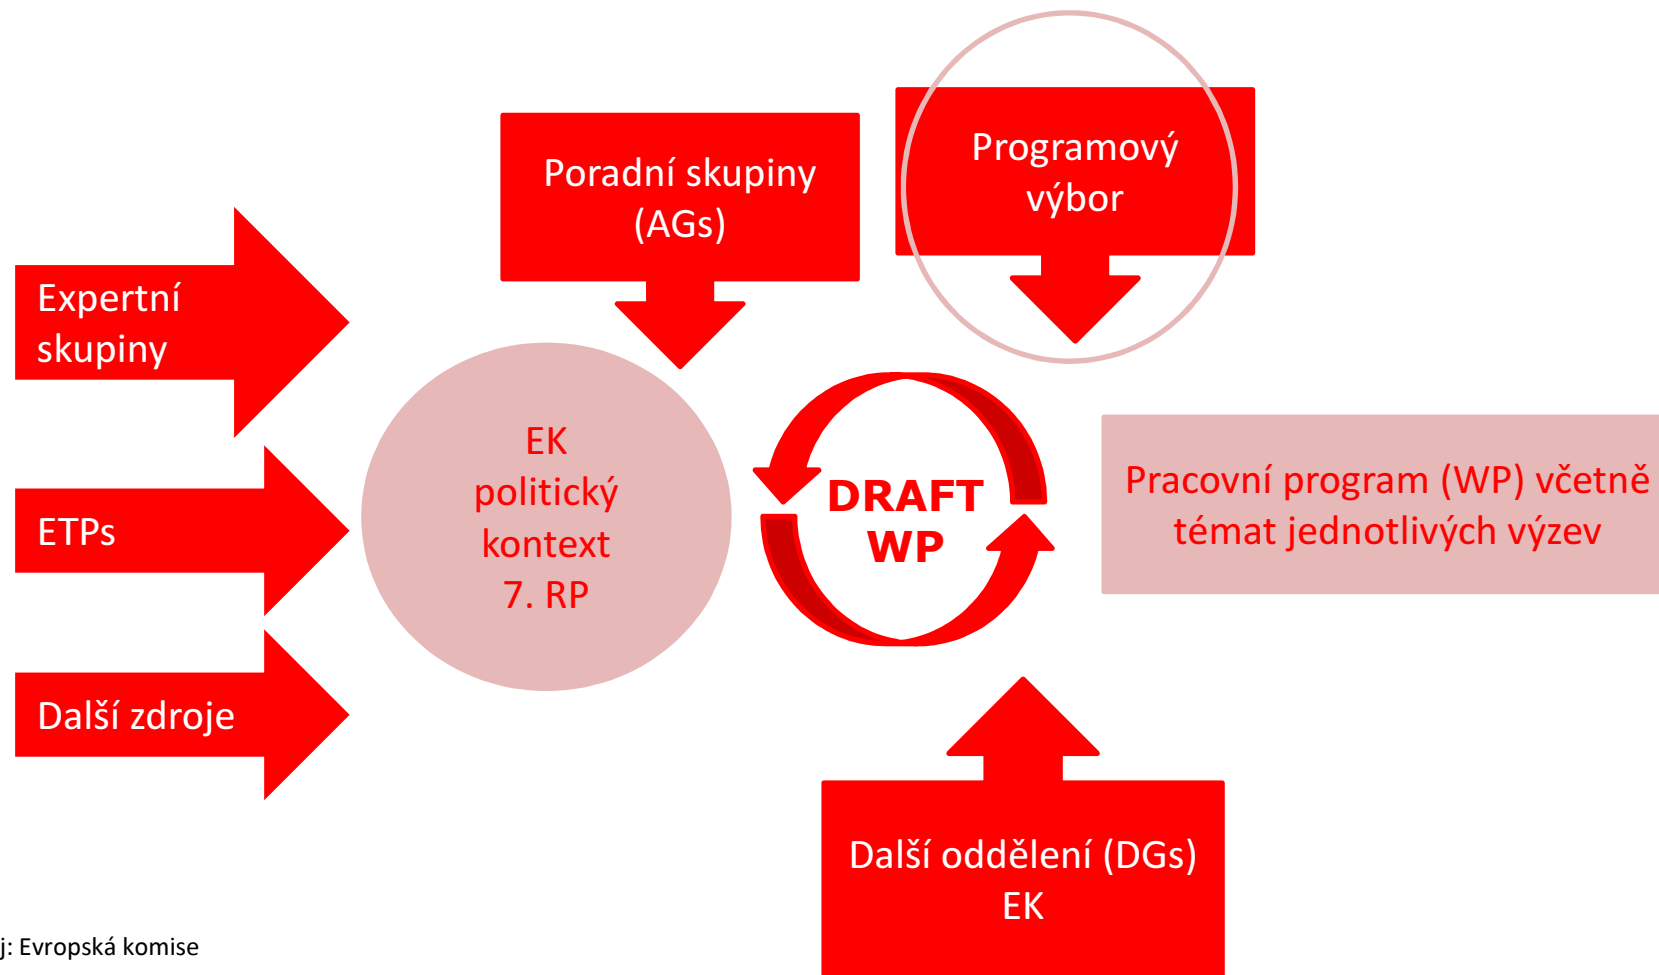 Poradní skupiny
(AGs)
Programový
výbor
Expertní
skupiny
ETPs
Další zdroje
EK
politický
kontext
7. RP
DRAFT
WP
Pracovní program (WP) včetně
témat jednotlivých výzev
Další oddělení (DGs)
EK
j: Evropská komise